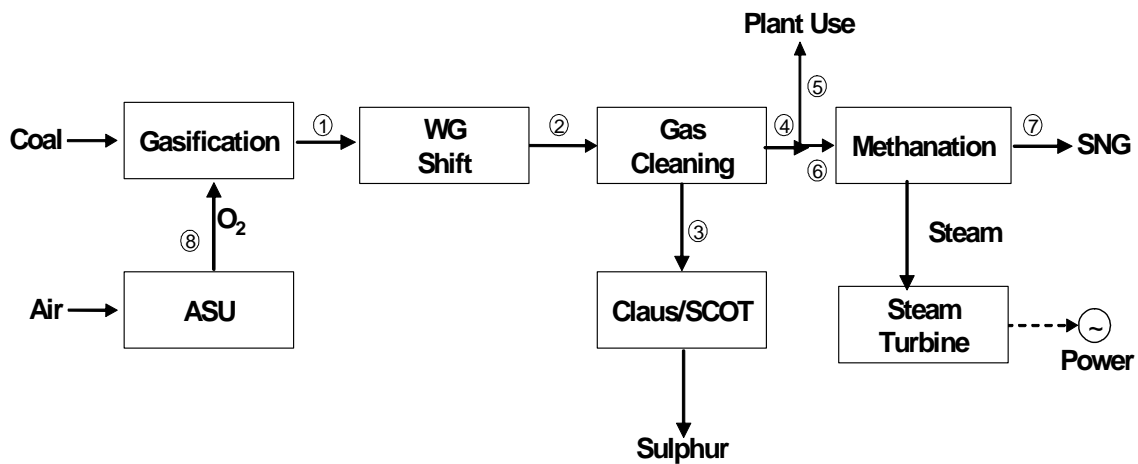 Plant Use
⑤
Coal
Gasification
①
WG
Shift
②
Gas
Cleaning
④
⑥
Methanation
⑦
SNG
O₂
⑧
③
Steam
Air
ASU
Claus/SCOT
Steam
Turbine
~
Power
Sulphur